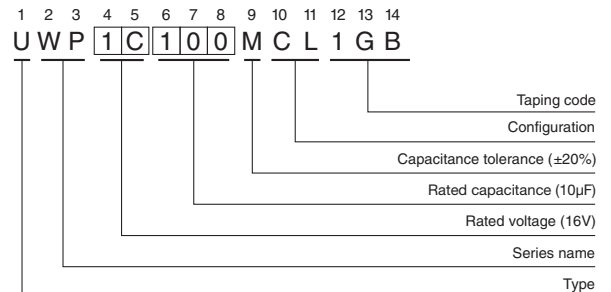 1 2 3 4 5 6 7 8 9 10 11 12 13 14
U W P 1 C 1 0 0 M C L 1 G B
Taping code
Configuration
Capacitance tolerance (±20%)
Rated capacitance (10µF)
Rated voltage (16V)
Series name
Type